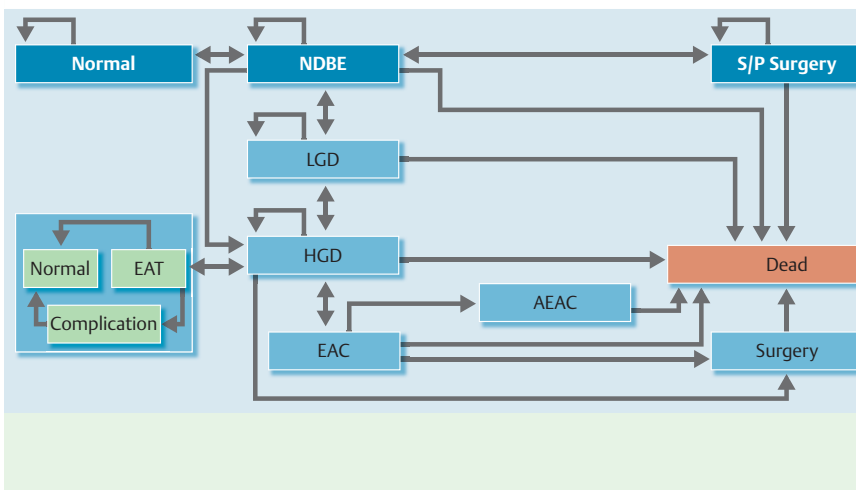 Normal
NDBE
S/P Surgery
LGD
HGD
Dead
Normal
EAT
Complication
AEAC
EAC
Surgery